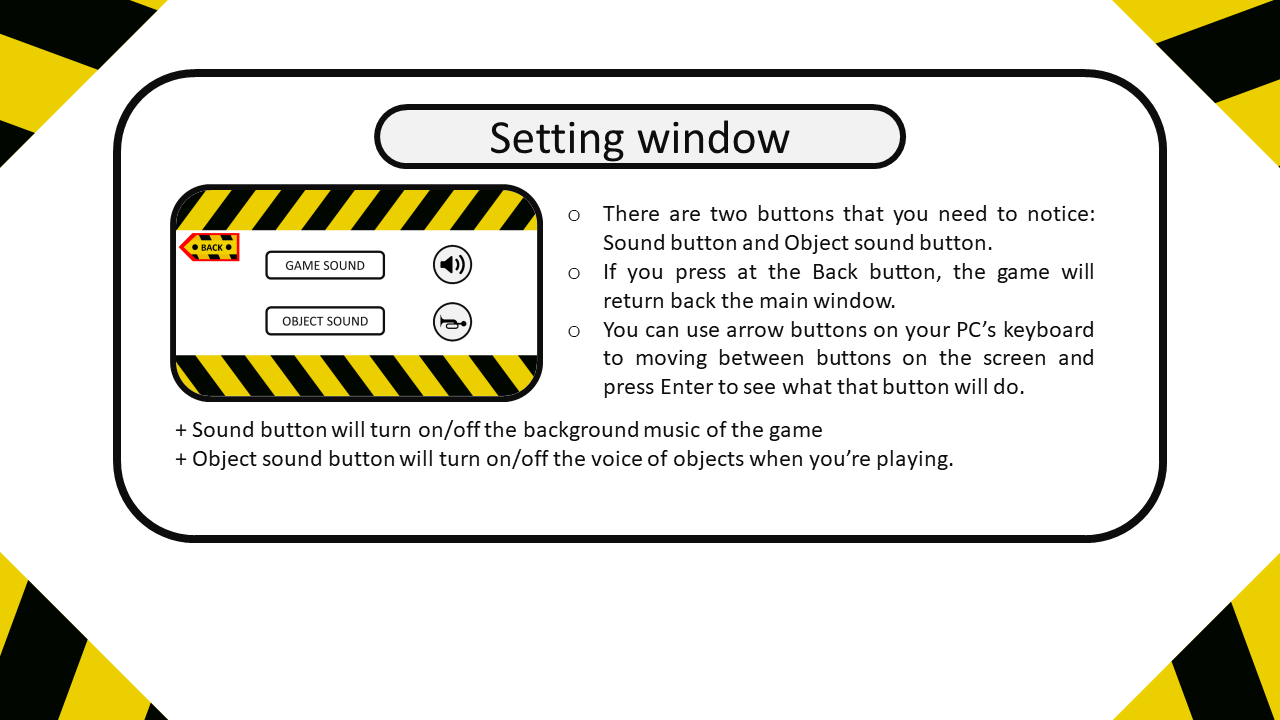 Setting window
BACK
GAME SOUND
OBJECT SOUND
○ There are two buttons that you need to notice:
Sound button and Object sound button.
○ If you press at the Back button, the game will
return back the main window.
○ You can use arrow buttons on your PC’s keyboard
to moving between buttons on the screen and
press Enter to see what that button will do.
+ Sound button will turn on/off the background music of the game
+ Object sound button will turn on/off the voice of objects when you’re playing.